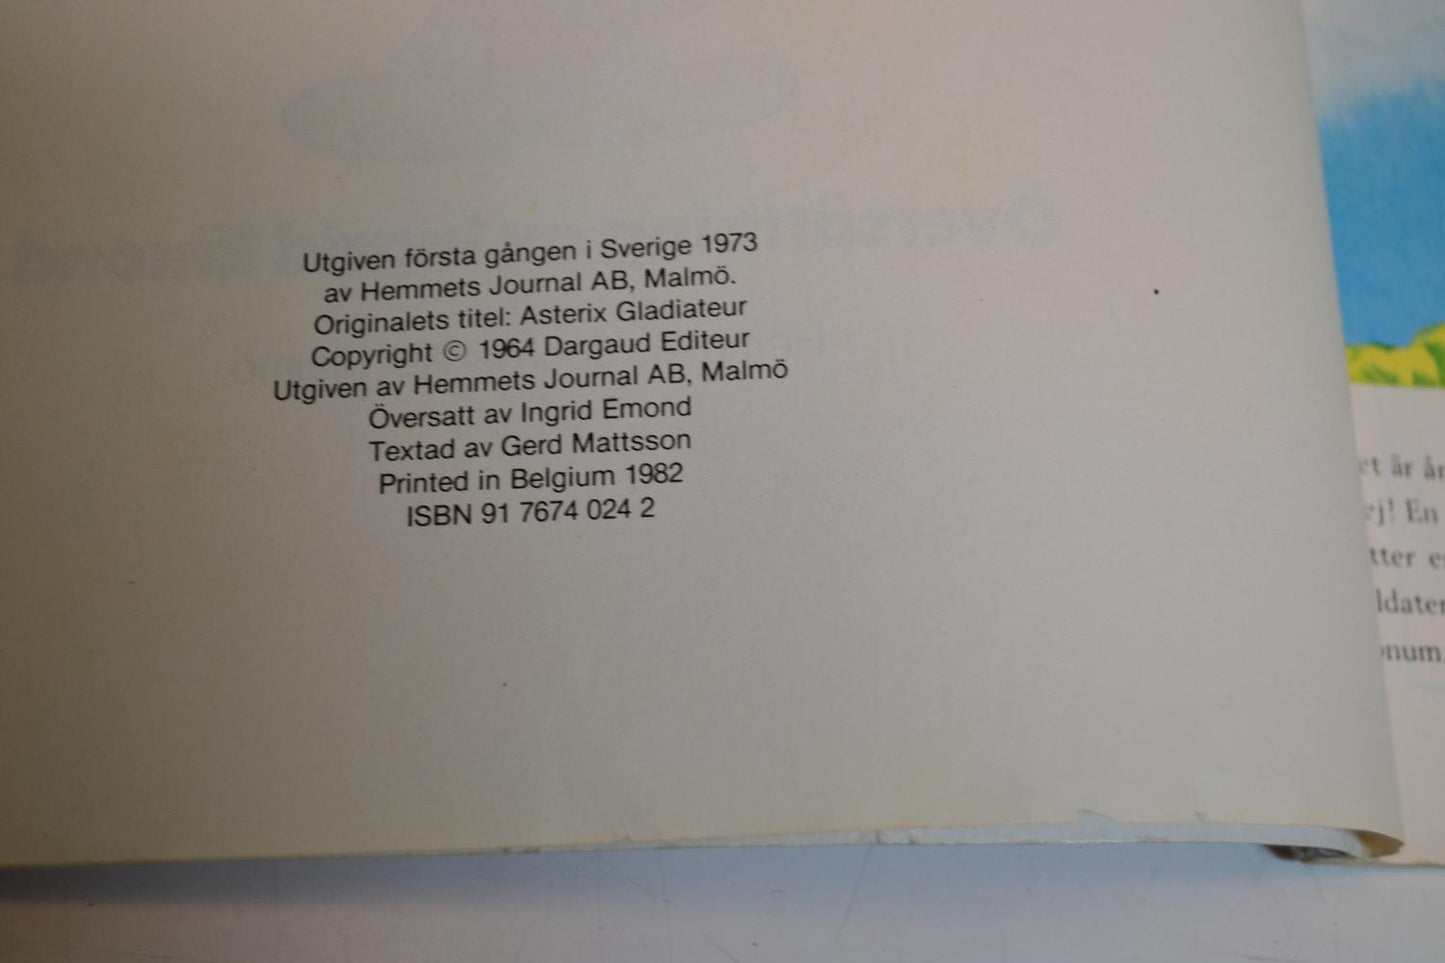 Utgiven första gången i Sverige 1973
av Hemmets Journal AB, Malmö.
Originalets titel: Asterix Gladiateur
Copyright © 1964 Dargaud Editeur
Utgiven av Hemmets Journal AB, Malmö
Översatt av Ingrid Emond
Textad av Gerd Mattsson
Printed in Belgium 1982
ISBN 91 7674 024 2
är
En